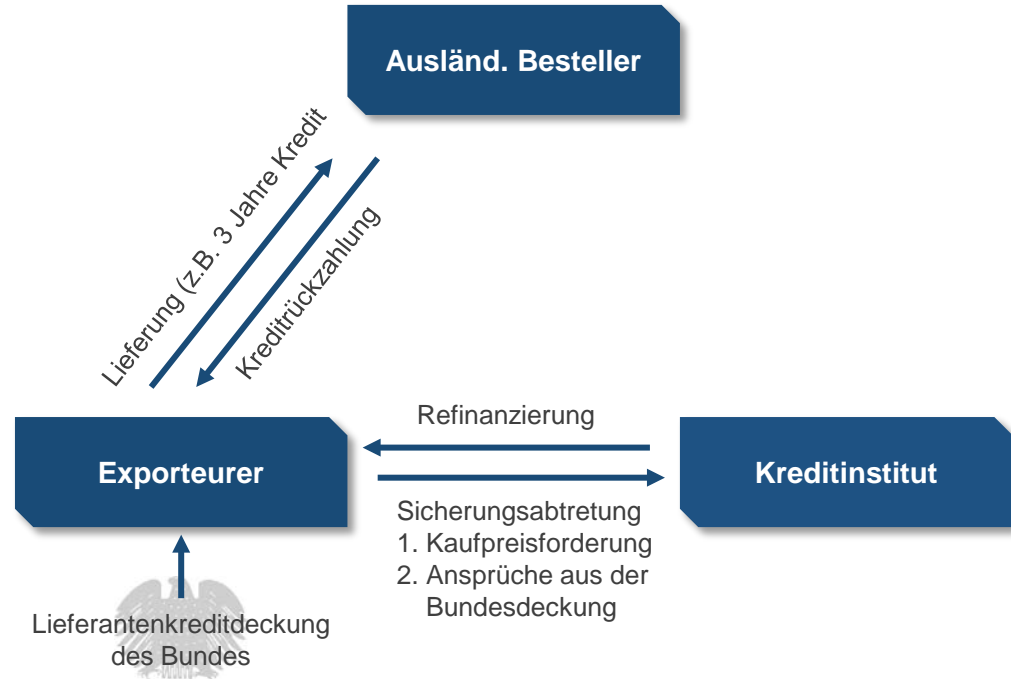 Ausländ. Besteller
Lieferung (z.B. 3 Jahre Kredit
Kreditrückzahlung
Refinanzierung
Exporteurer
Kreditinstitut
Sicherungsabtretung
1. Kaufpreisforderung
2. Ansprüche aus der
Bundesdeckung
Lieferantenkreditdeckung
des Bundes